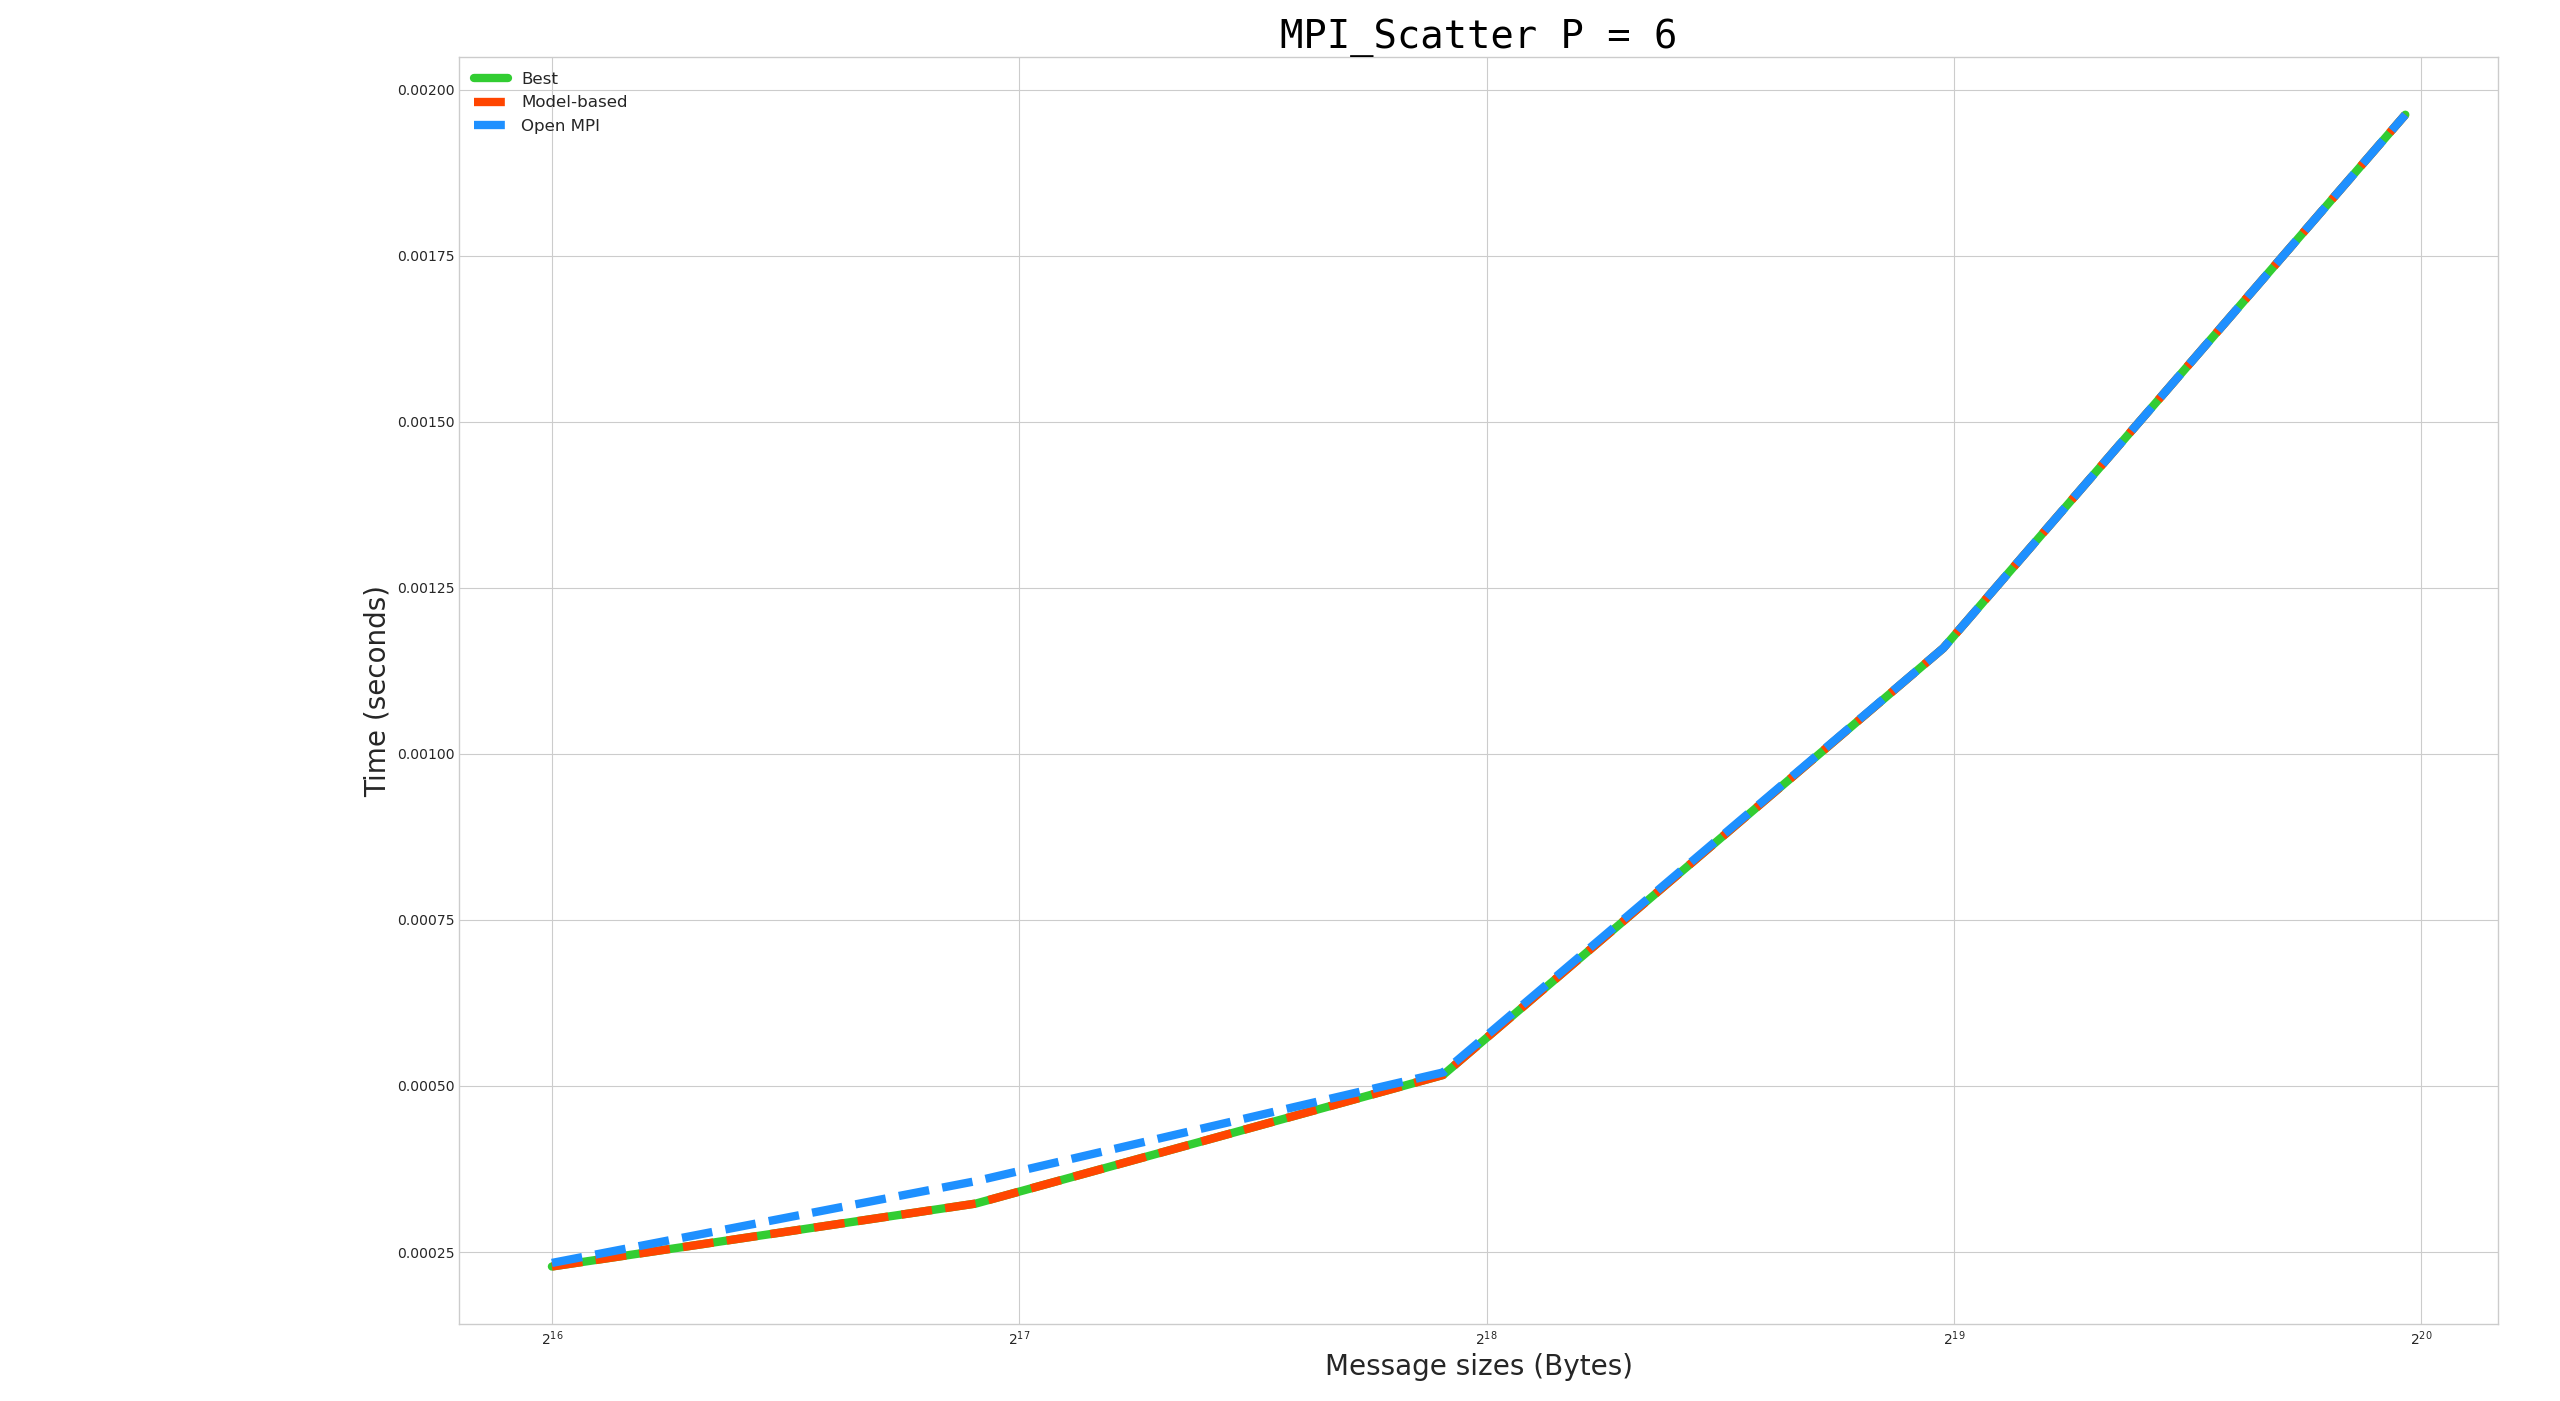 MPI_Scatter P = 6
Best
Model-based
Open MPI
0.00200
0.00175
0.00150
0.00125
0.00100
0.00075
0.00050
0.00025
Time (seconds)
2^16 2^17 2^18 2^19 2^20
Message sizes (Bytes)